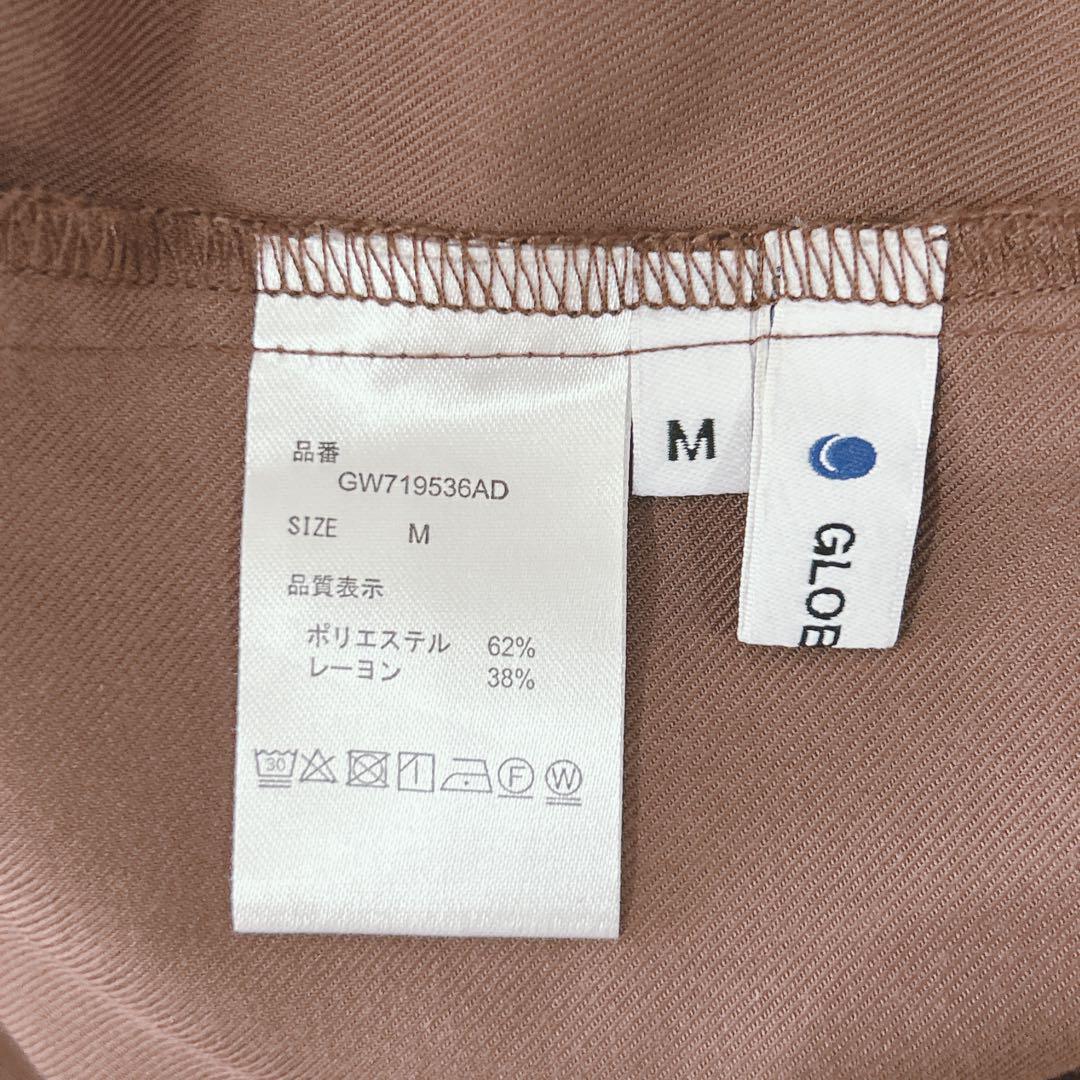 品番
GW719536AD
SIZE M
品質表示
ポリエステル 62%
レーヨン 38%
30 F W
M
GLOB